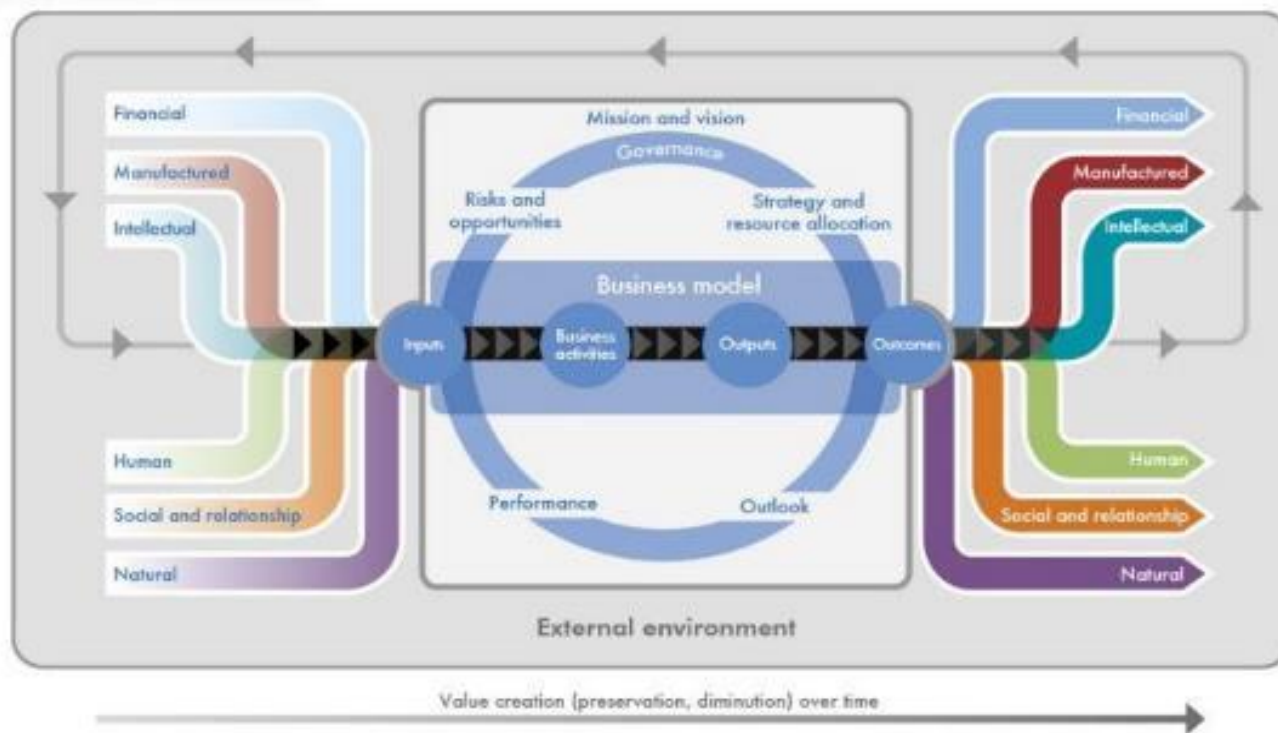 Financial
Manufactured
Intellectual
Human
Social and relationship
Natural
Mission and vision
Governance
Risks and
opportunities
Strategy and
resource allocation
Business model
Inputs
Business
activities
Outputs
Outcomes
Performance
Outlook
Financial
Manufactured
Intellectual
Human
Social and relationship
Natural
External environment
Value creation (preservation, diminution) over time